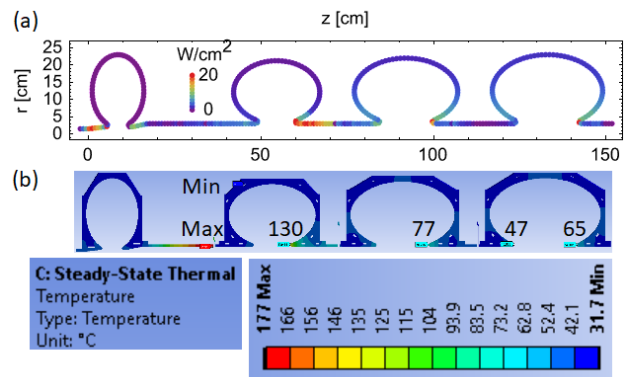 (a)
z [cm]
r [cm]
25
20
15
10
5
0
W/cm2
20
0
0
50
100
150
(b)
Min
Max
130
77
47
65
C: Steady-State Thermal
Temperature
Type: Temperature
Unit: °C
177 Max
166
156
146
135
125
115
104
93.9
83.5
73.2
62.8
52.4
42.1
31.7 Min